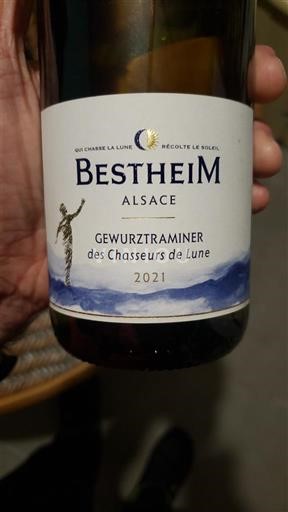 QUI CHASSE LA LUNE RÉCOLTE LE SOLEIL
BESTHEIM
ALSACE
GEWURZTRAMINER
des Chasseurs de Lune
2021